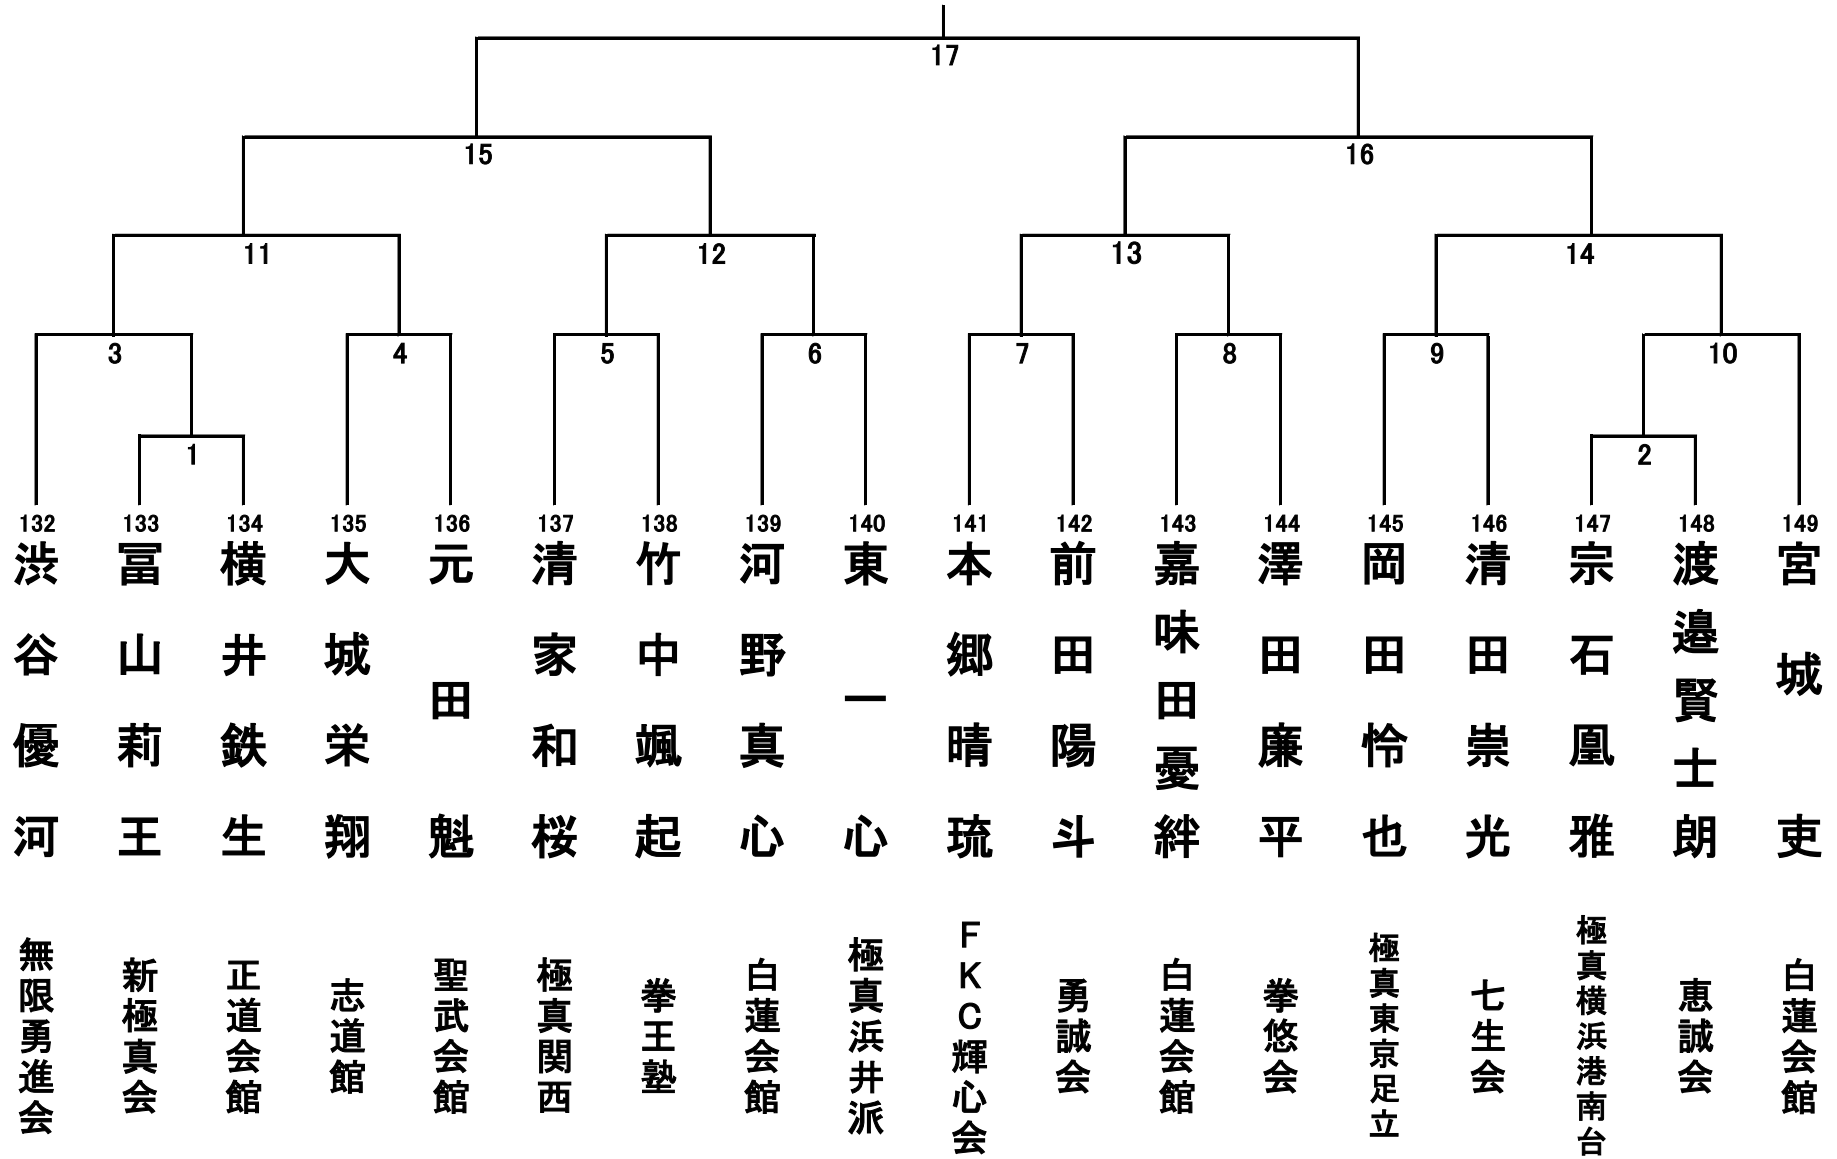 17
15
16
11
12
13
14
3
4
5
6
7
8
9
10
1
2
132
133
134
135
136
137
138
139
140
141
142
143
144
145
146
147
148
149
渋谷優河
冨山莉王
横井鉄生
大城栄翔
元田魁
清家和桜
竹中颯起
河野真心
東一心
本郷晴琉
前田陽斗
嘉味田憂絆
澤田廉平
岡田怜也
清田崇光
宗石凰雅
渡邉賢士朗
宮城吏
無限勇進会
新極真会
正道会館
志道館
聖武会館
極真関西
拳王塾
白蓮会館
極真浜井派
ＦＫＣ輝心会
勇誠会
白蓮会館
拳悠会
極真東京足立
七生会
極真横浜港南台
恵誠会
白蓮会館